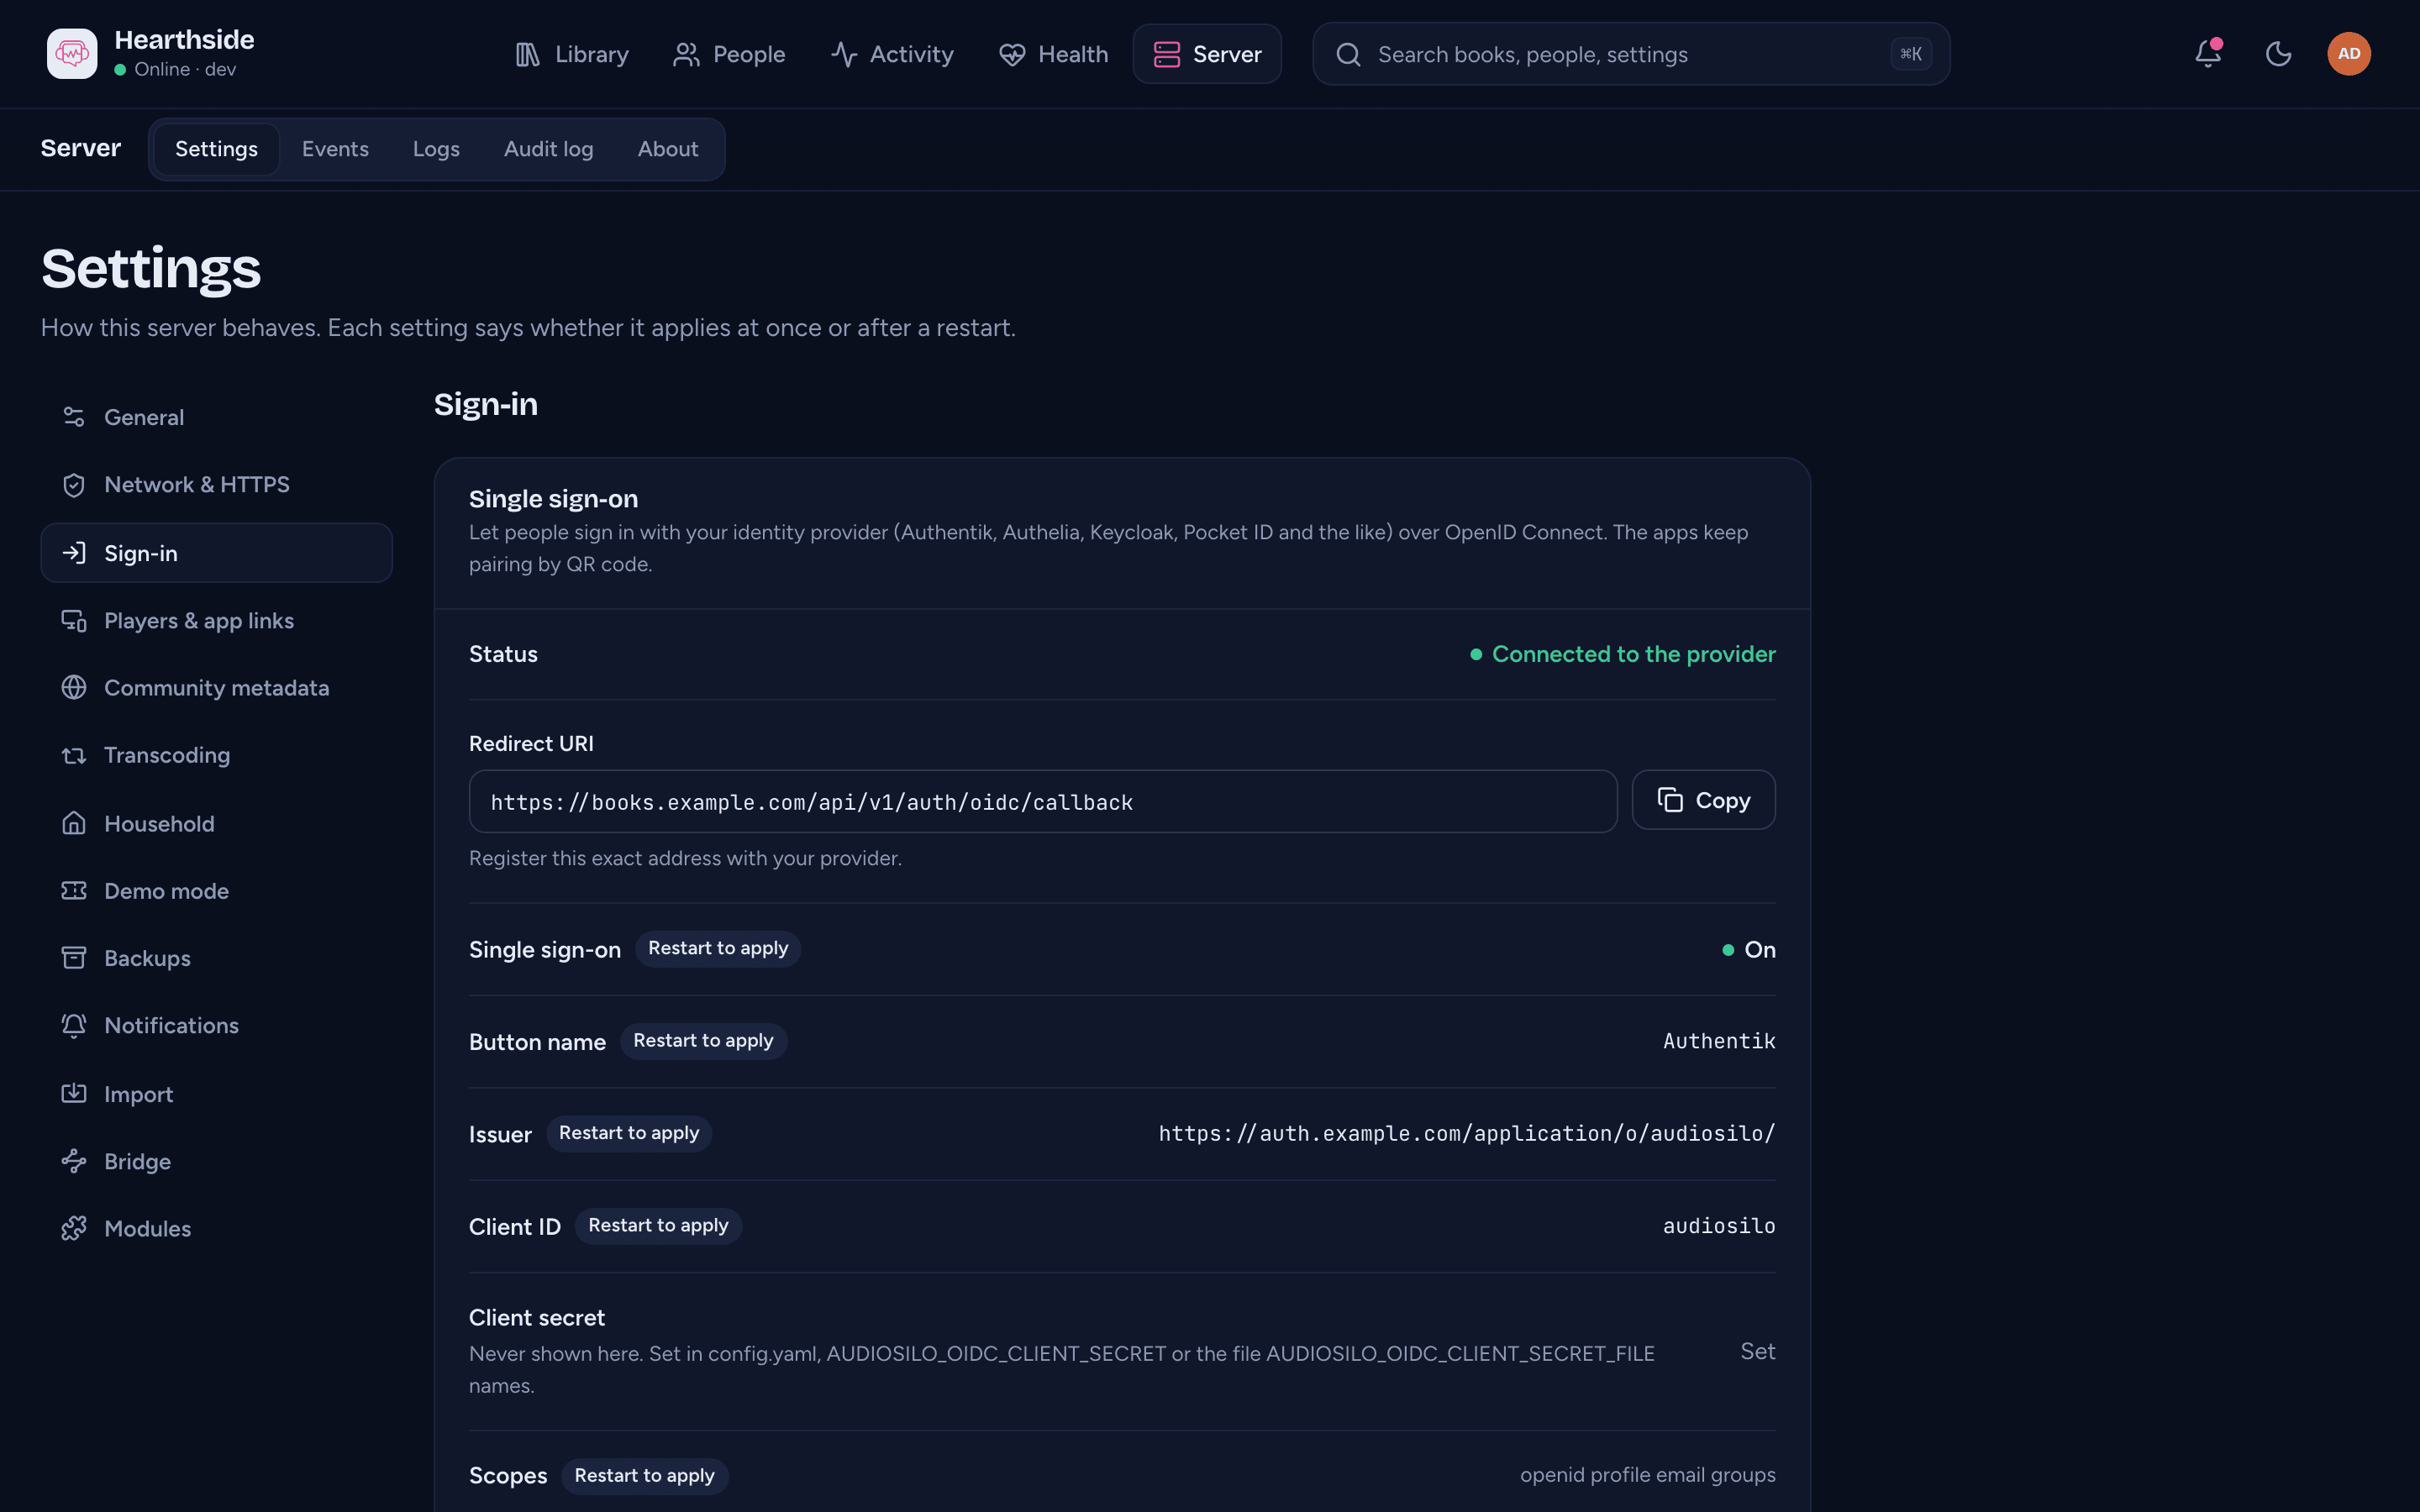 Hearthside
Online · dev
Library
People
Activity
Health
Server
Search books, people, settings
⌘K
AD
Server
Settings
Events
Logs
Audit log
About
Settings
How this server behaves. Each setting says whether it applies at once or after a restart.
General
Network & HTTPS
Sign-in
Players & app links
Community metadata
Transcoding
Household
Demo mode
Backups
Notifications
Import
Bridge
Modules
Sign-in
Single sign-on
Let people sign in with your identity provider (Authentik, Authelia, Keycloak, Pocket ID and the like) over OpenID Connect. The apps keep
pairing by QR code.
Status
Connected to the provider
Redirect URI
https://books.example.com/api/v1/auth/oidc/callback
Copy
Register this exact address with your provider.
Single sign-on Restart to apply
On
Button name Restart to apply
Authentik
Issuer Restart to apply
https://auth.example.com/application/o/audiosilo/
Client ID Restart to apply
audiosilo
Client secret
Never shown here. Set in config.yaml, AUDIOSILO_OIDC_CLIENT_SECRET or the file AUDIOSILO_OIDC_CLIENT_SECRET_FILE
names.
Set
Scopes Restart to apply
openid profile email groups